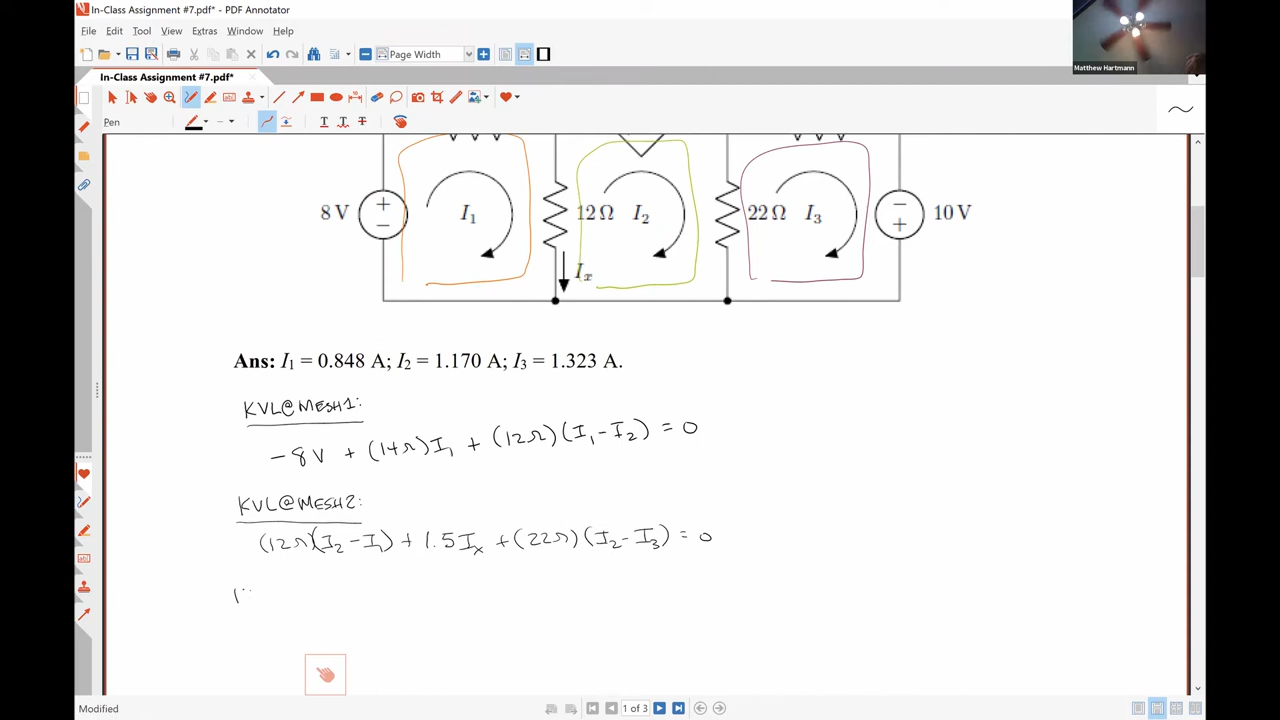 In-Class Assignment #7.pdf* - PDF Annotator
File Edit Tool View Extras Window Help
Page Width
Matthew Hartmann
In-Class Assignment #7.pdf*
Pen
8 V
I₁
12 Ω
I₂
22 Ω
I₃
10 V
Iₓ
Ans: I₁ = 0.848 A; I₂ = 1.170 A; I₃ = 1.323 A.
KVL@MESH1:
-8V + (14Ω)I₁ + (12Ω)(I₁-I₂) = 0
KVL@MESH2:
(12Ω)(I₂-I₁) + 1.5Iₓ + (22Ω)(I₂-I₃) = 0
Modified
1 of 3